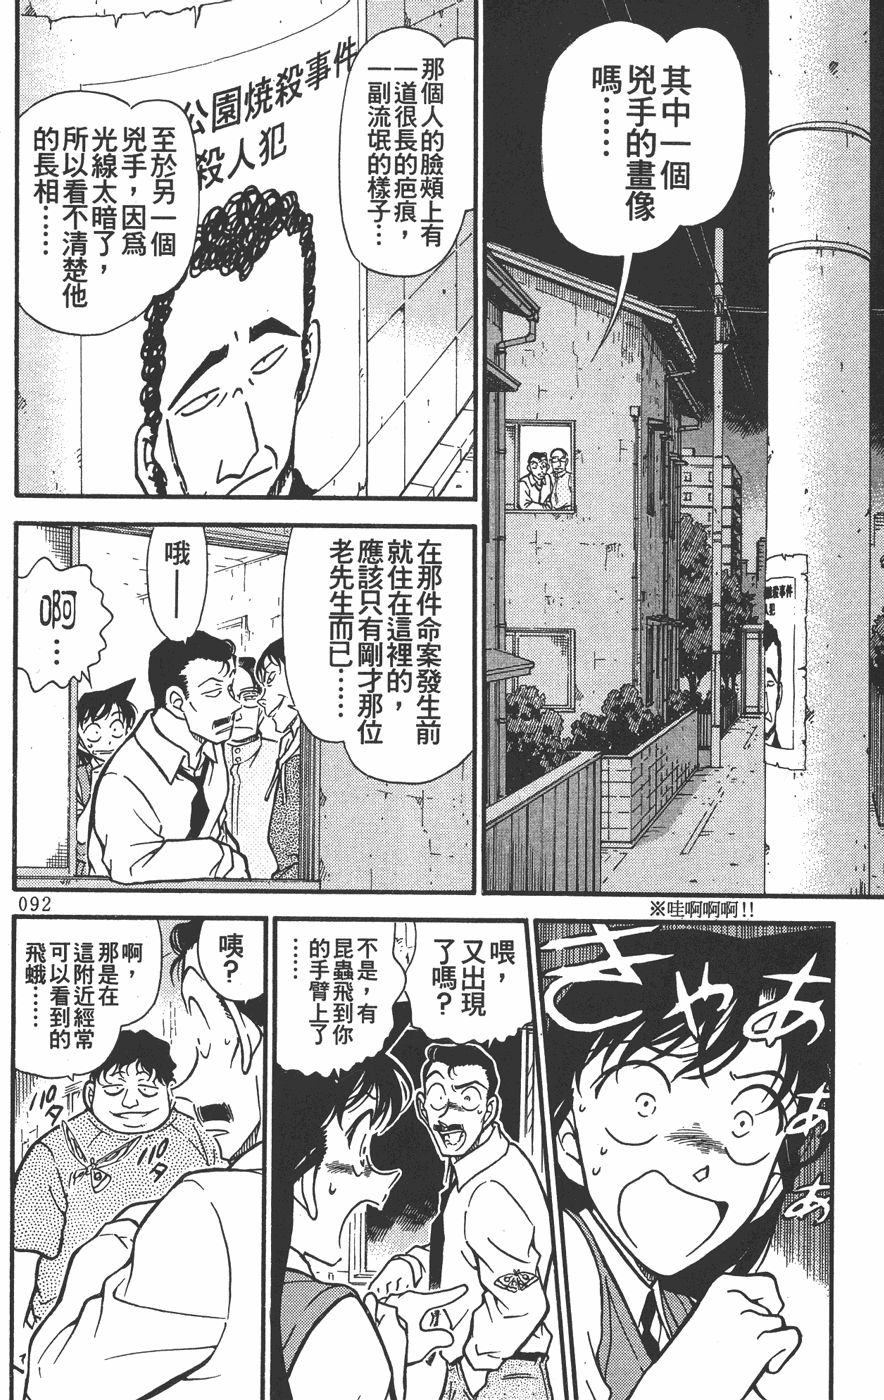 其中一個
兇手的畫像
嗎……
※哇啊啊啊!!
公園焼殺事件
殺人犯
那個人的臉頰上有
一道很長的疤痕，
一副流氓的樣子…
至於另一個
兇手，因為
光線太暗了，
所以看不清楚他
的長相……
在那件命案發生前
就住在這裡的，
應該只有剛才那位
老先生而已……
哦——
啊…
092
きゃあ
ああ
喂，
又出現
了嗎？
不是，有
昆蟲飛到你
的手臂上了
……
咦？
啊，
那是在
這附近經常
可以看到的
飛蛾……
パタ
パタ